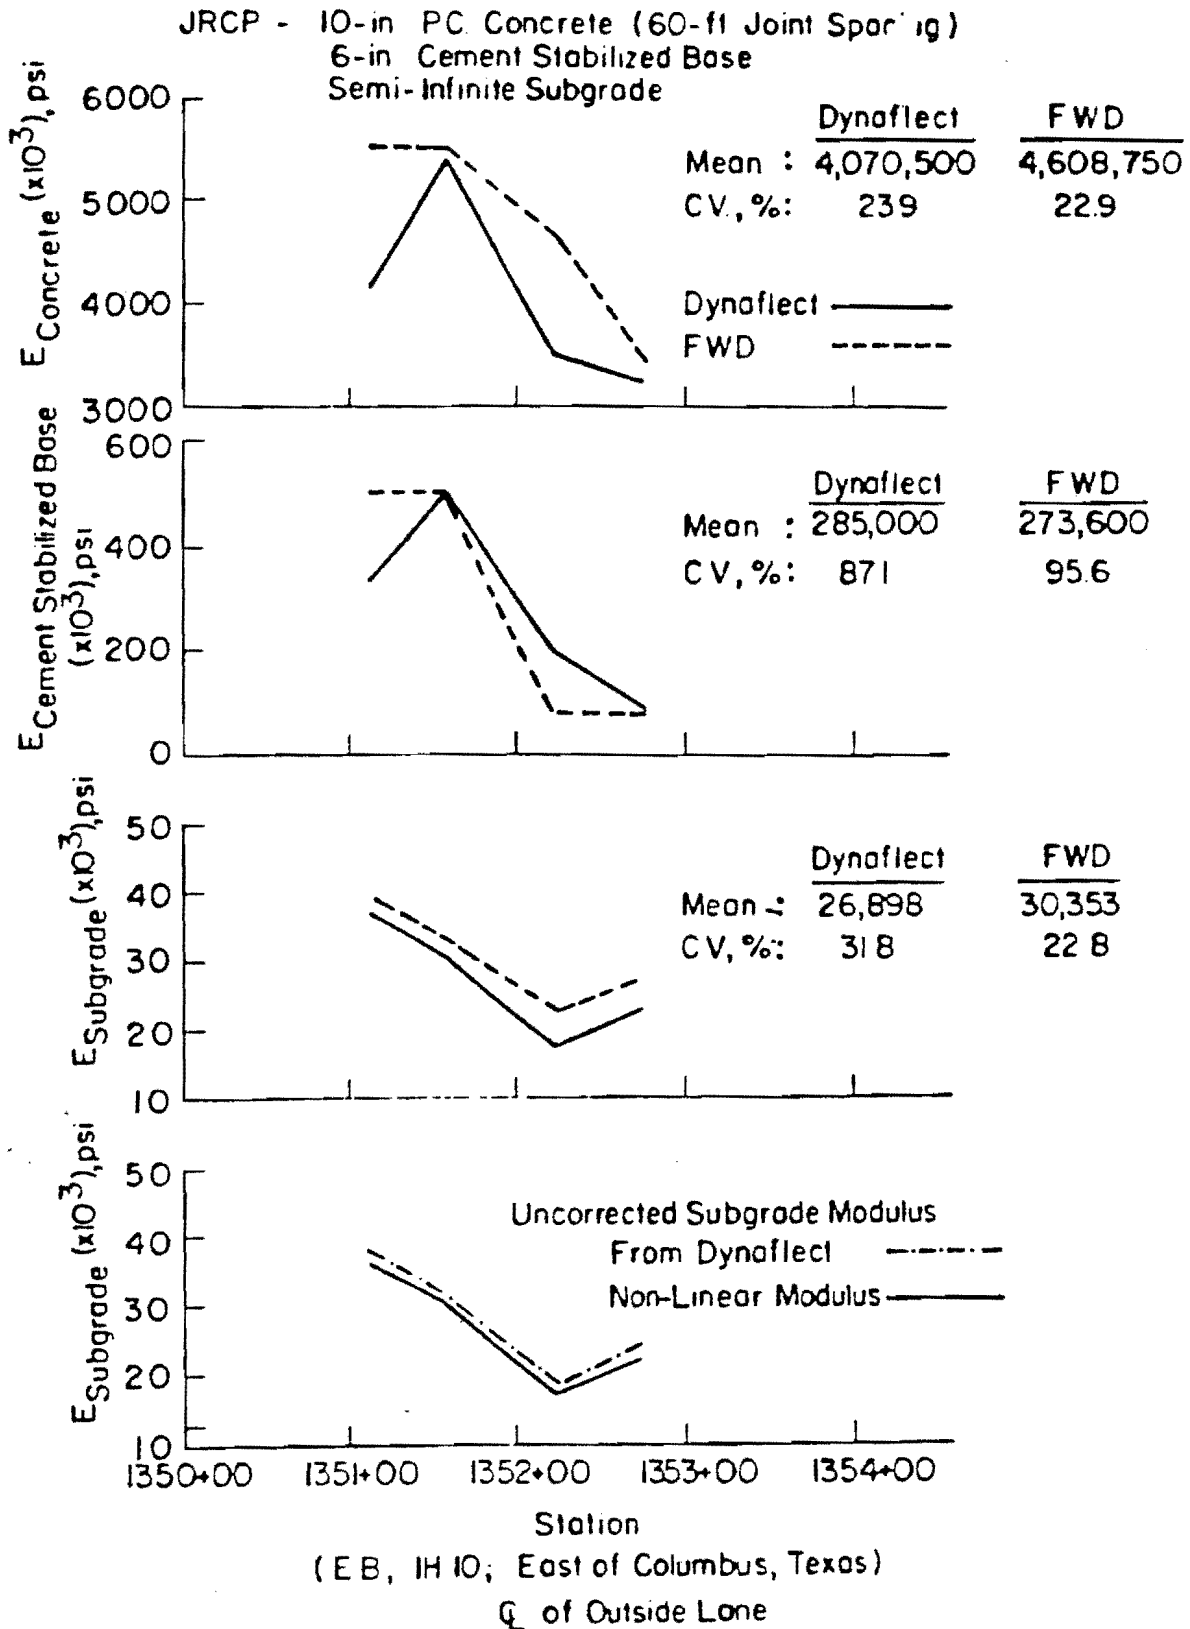 JRCP - 10-in PC. Concrete (60-ft Joint Spacing)
6-in Cement Stabilized Base
Semi-Infinite Subgrade
E Concrete (x10³), psi
6000
5000
4000
3000
Dynaflect FWD
Mean : 4,070,500 4,608,750
CV., %: 23.9 22.9
Dynaflect
FWD
E Cement Stabilized Base (x10³), psi
600
400
200
0
Dynaflect FWD
Mean : 285,000 273,600
CV, %: 87.1 95.6
E Subgrade (x10³), psi
50
40
30
20
10
Dynaflect FWD
Mean : 26,898 30,353
CV, %: 31.8 22.8
E Subgrade (x10³), psi
50
40
30
20
10
Uncorrected Subgrade Modulus
From Dynaflect
Non-Linear Modulus
1350+00 1351+00 1352+00 1353+00 1354+00
Station
(EB, IH 10; East of Columbus, Texas)
℄ of Outside Lane